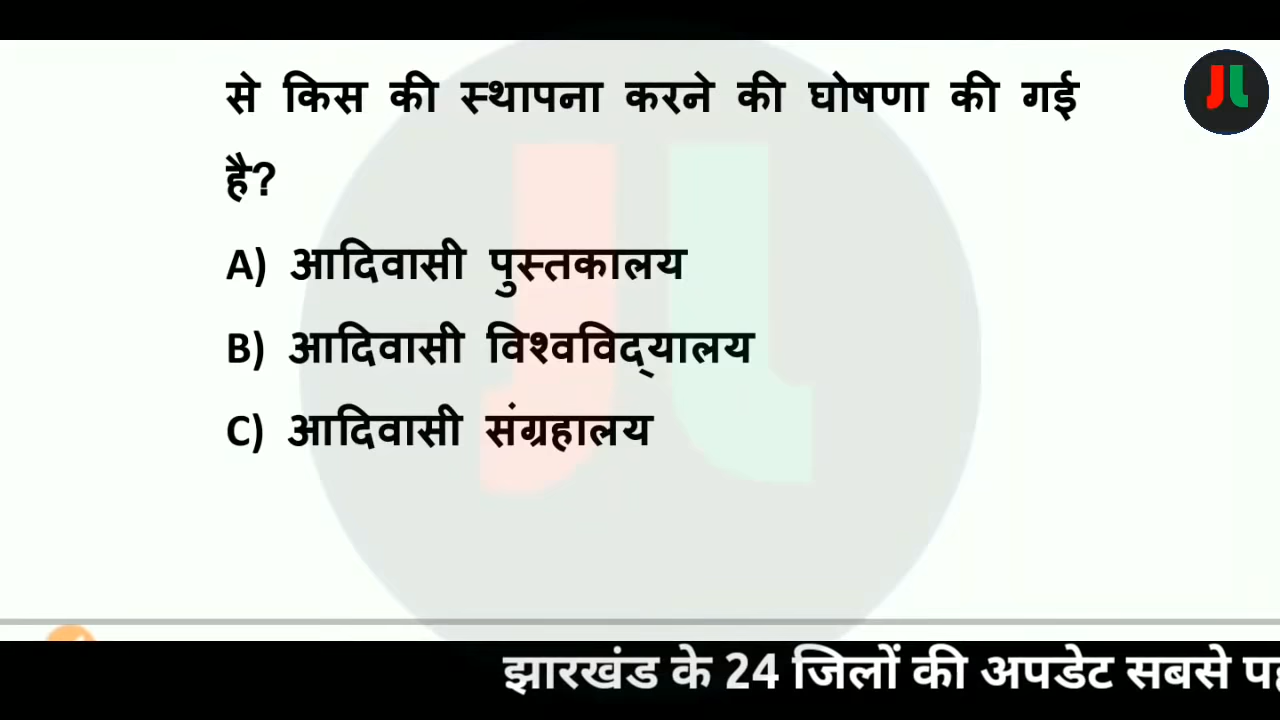 से किस की स्थापना करने की घोषणा की गई
है?
A) आदिवासी पुस्तकालय
B) आदिवासी विश्वविद्यालय
C) आदिवासी संग्रहालय
झारखंड के 24 जिलों की अपडेट सबसे